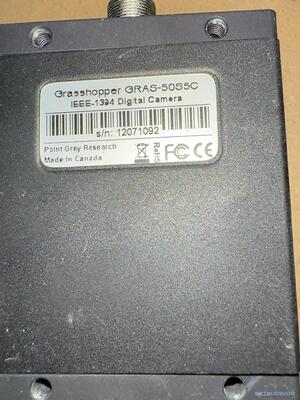 Grasshopper GRAS-50S5C
IEEE-1394 Digital Camera
s/n: 12071092
Point Grey Research
Made in Canada
RoHS
FC CE